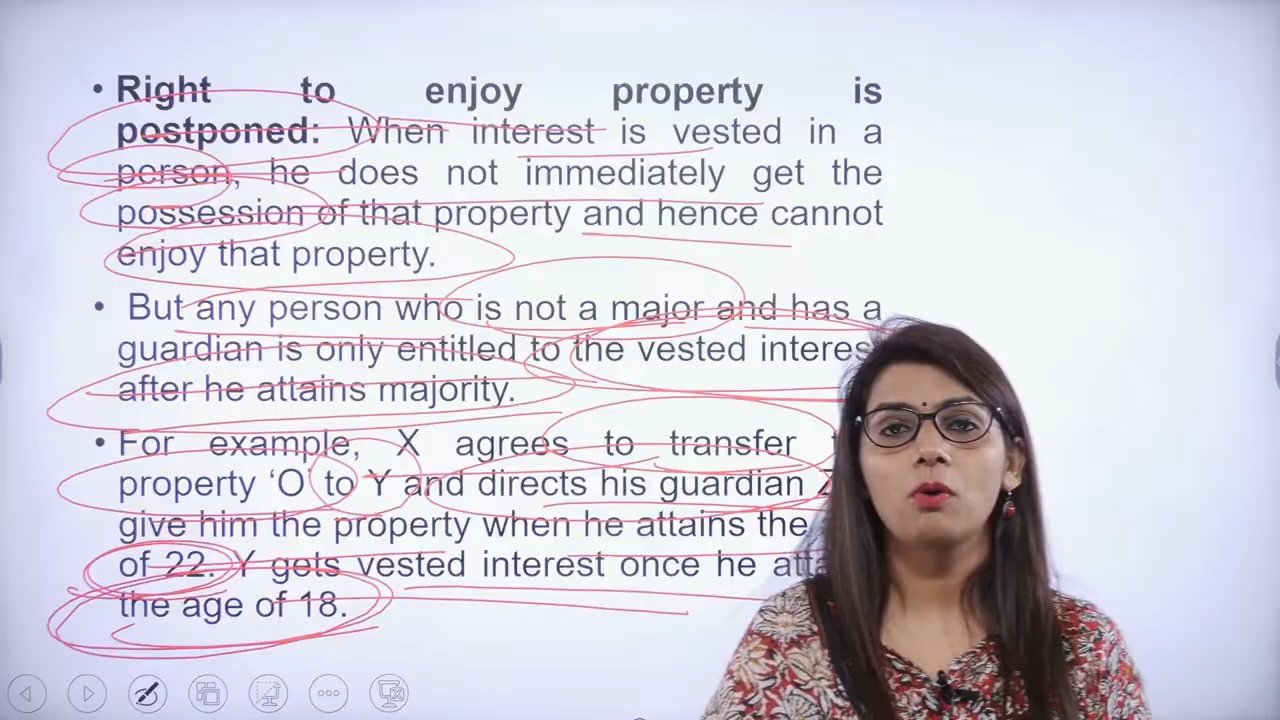 • Right to enjoy property is
postponed: When interest is vested in a
person, he does not immediately get the
possession of that property and hence cannot
enjoy that property.
• But any person who is not a major and has a
guardian is only entitled to the vested interes
after he attains majority.
• For example, X agrees to transfer
property ‘O’ to Y and directs his guardian
give him the property when he attains the
of 22. Y gets vested interest once he atta
the age of 18.